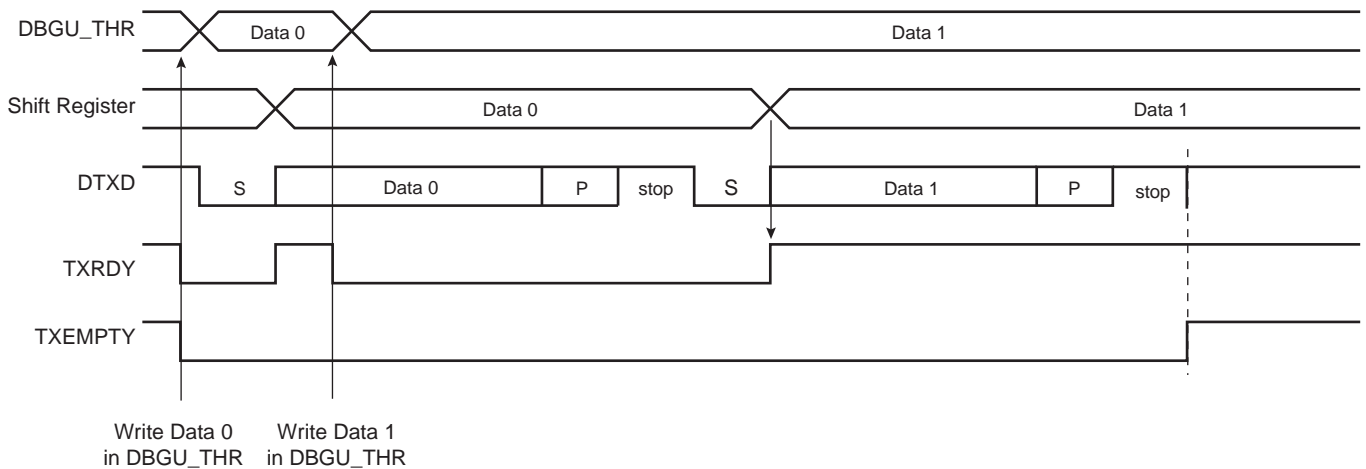 DBGU_THR
Data 0
Data 1
Shift Register
Data 0
Data 1
DTXD
S
Data 0
P
stop
S
Data 1
P
stop
TXRDY
TXEMPTY
Write Data 0
in DBGU_THR
Write Data 1
in DBGU_THR